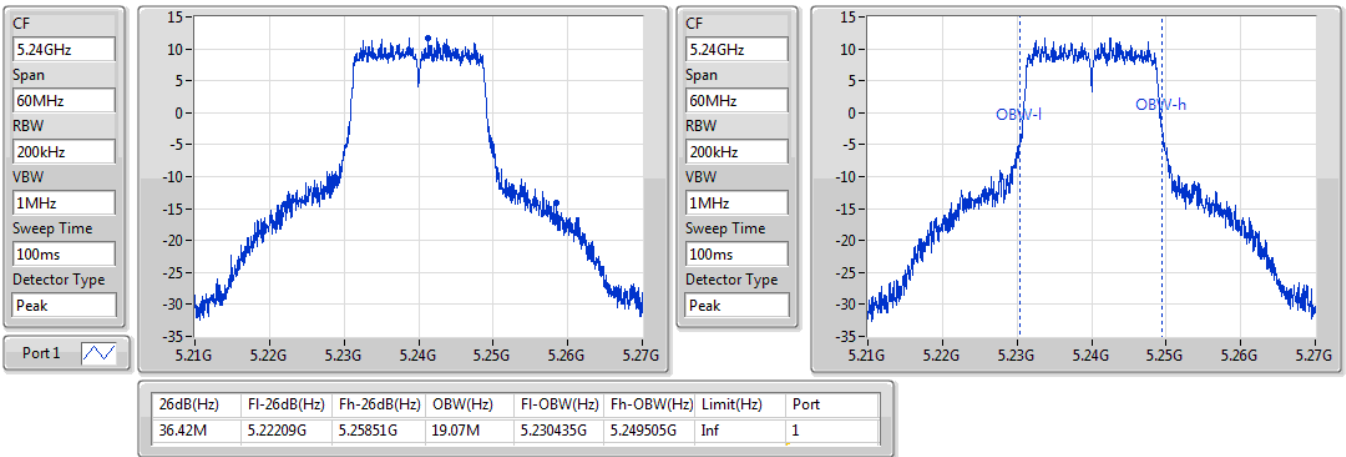 CF
5.24GHz
Span
60MHz
RBW
200kHz
VBW
1MHz
Sweep Time
100ms
Detector Type
Peak
Port 1
15
10
5
0
-5
-10
-15
-20
-25
-30
-35
5.21G 5.22G 5.23G 5.24G 5.25G 5.26G 5.27G
CF
5.24GHz
Span
60MHz
RBW
200kHz
VBW
1MHz
Sweep Time
100ms
Detector Type
Peak
15
10
5
0
-5
-10
-15
-20
-25
-30
-35
OBW-l
OBW-h
5.21G 5.22G 5.23G 5.24G 5.25G 5.26G 5.27G
26dB(Hz) Fl-26dB(Hz) Fh-26dB(Hz) OBW(Hz) Fl-OBW(Hz) Fh-OBW(Hz) Limit(Hz) Port
36.42M 5.22209G 5.25851G 19.07M 5.230435G 5.249505G Inf 1